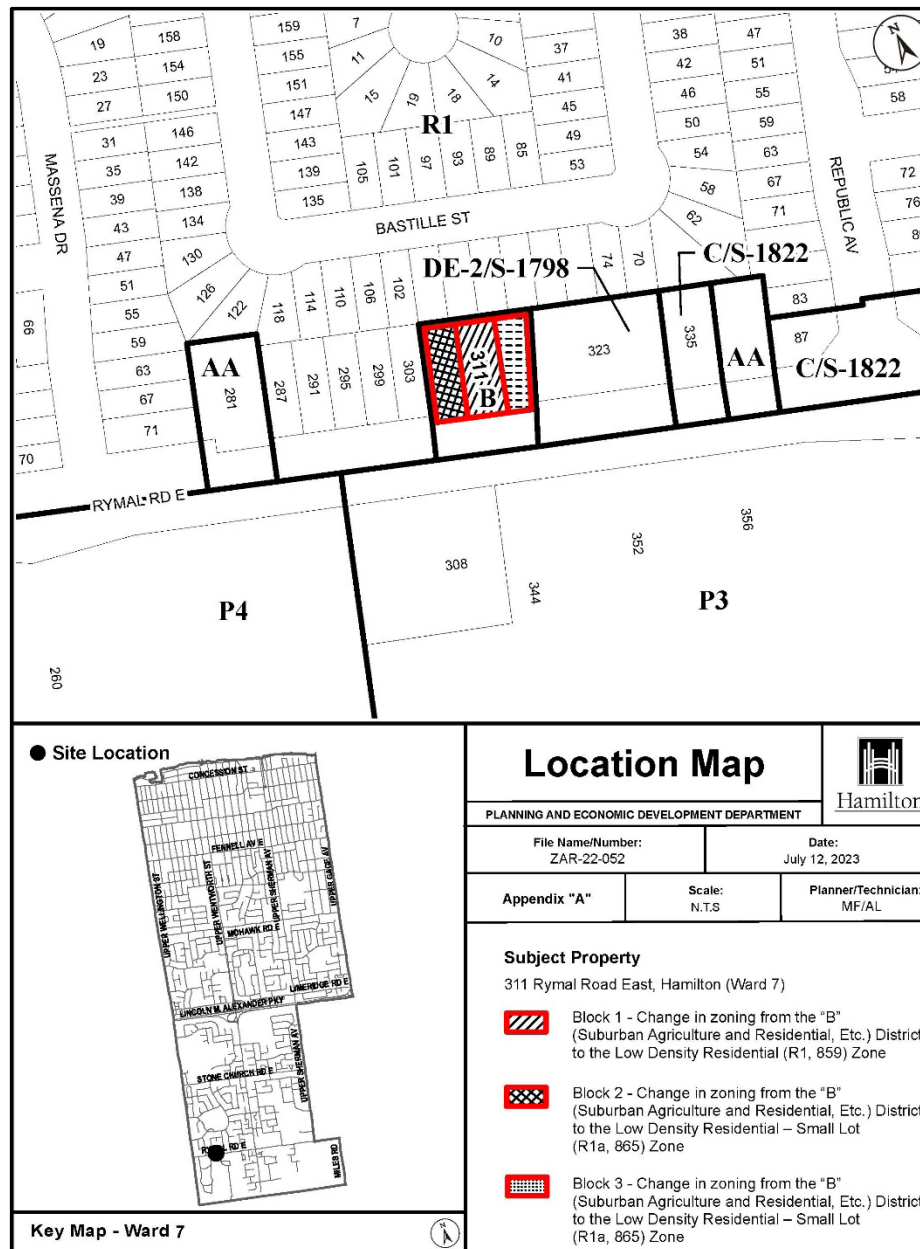 19
158
159
7
10
37
38
47
23
154
155
11
14
41
42
51
27
150
151
15
19
18
45
46
55
58
31
146
147
R1
49
50
59
35
142
143
105
101
97
93
89
85
53
54
63
39
138
139
58
67
72
43
134
135
62
71
76
MASSENA DR
BASTILLE ST
REPUBLIC AV
47
130
74
70
C/S-1822
51
126
DE-2/S-1798
55
122
118
114
110
106
102
83
66
59
AA
311
323
335
AA
87
63
281
287
291
295
299
303
B
C/S-1822
67
71
70
RYMAL RD E
308
344
352
356
P4
P3
260
N
Site Location
CONCESSION ST
FENNELL AV E
UPPER WELLINGTON ST
UPPER WENTWORTH ST
UPPER SHERMAN AV
UPPER GAGE AV
MOHAWK RD E
LIMERIDGE RD E
LINCOLN M. ALEXANDER PKY
UPPER SHERMAN AV
STONE CHURCH RD E
RYMAL RD E
MILES RD
Key Map - Ward 7
N
Location Map
Hamilton
PLANNING AND ECONOMIC DEVELOPMENT DEPARTMENT
File Name/Number:
ZAR-22-052
Date:
July 12, 2023
Appendix "A"
Scale:
N.T.S
Planner/Technician:
MF/AL
Subject Property
311 Rymal Road East, Hamilton (Ward 7)
Block 1 - Change in zoning from the "B"
(Suburban Agriculture and Residential, Etc.) District
to the Low Density Residential (R1, 859) Zone
Block 2 - Change in zoning from the "B"
(Suburban Agriculture and Residential, Etc.) District
to the Low Density Residential – Small Lot
(R1a, 865) Zone
Block 3 - Change in zoning from the "B"
(Suburban Agriculture and Residential, Etc.) District
to the Low Density Residential – Small Lot
(R1a, 865) Zone